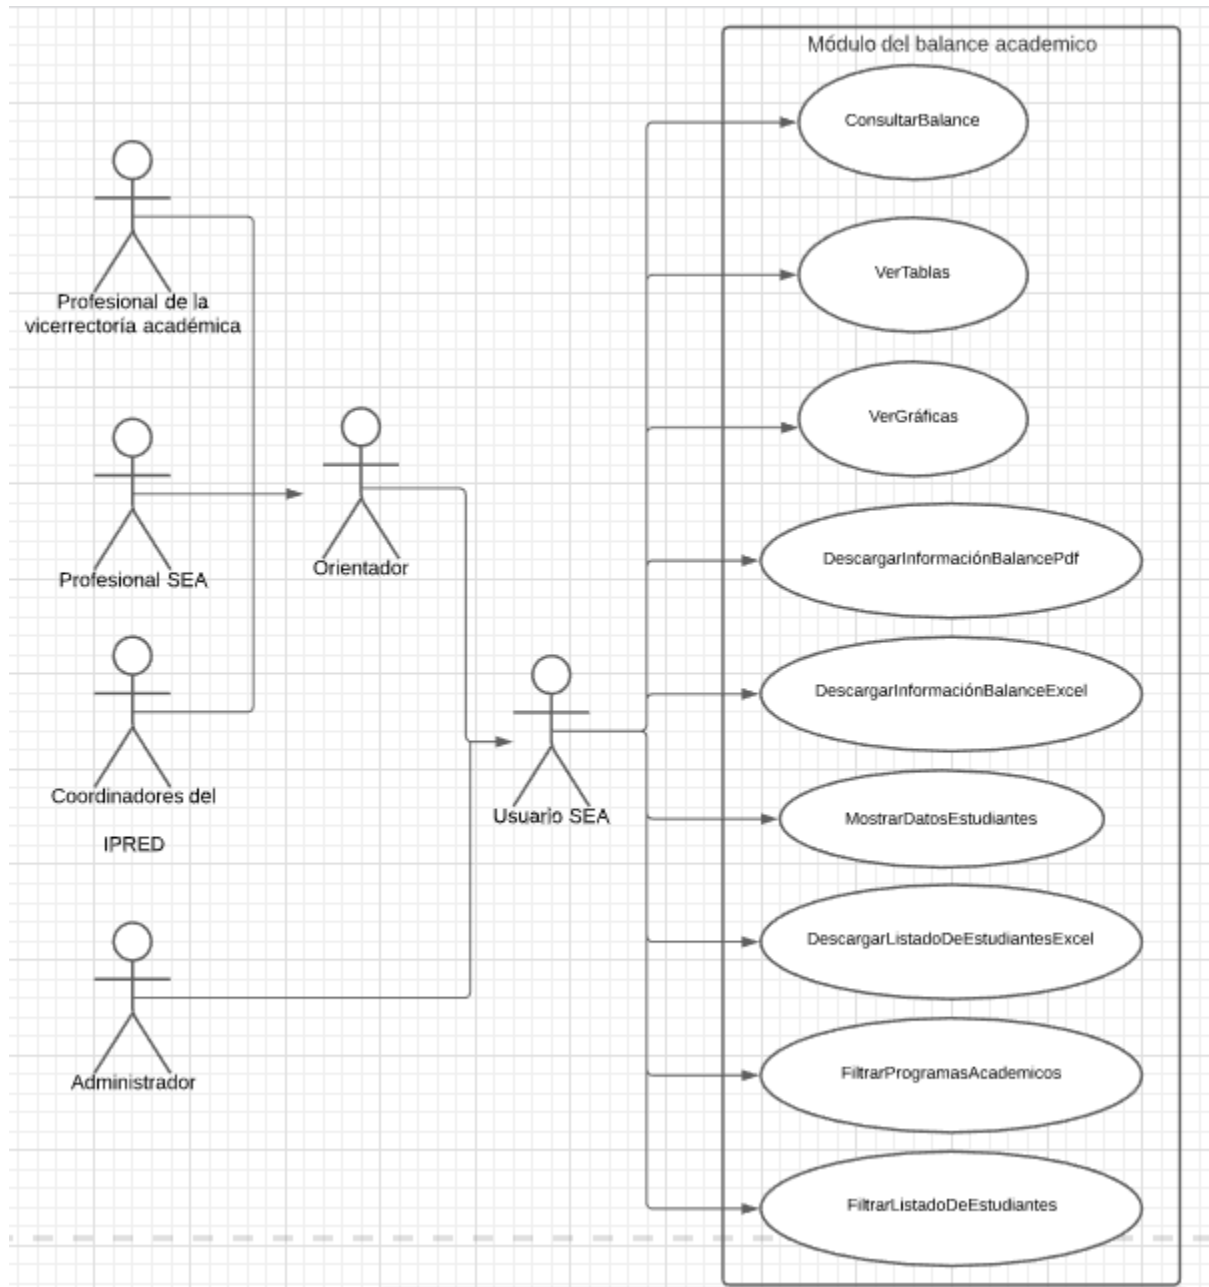 Módulo del balance academico
ConsultarBalance
Profesional de la
vicerrectoría académica
VerTablas
VerGráficas
Profesional SEA
Orientador
DescargarInformaciónBalancePdf
DescargarInformaciónBalanceExcel
Coordinadores del
IPRED
Usuario SEA
MostrarDatosEstudiantes
DescargarListadoDeEstudiantesExcel
Administrador
FiltrarProgramasAcademicos
FiltrarListadoDeEstudiantes